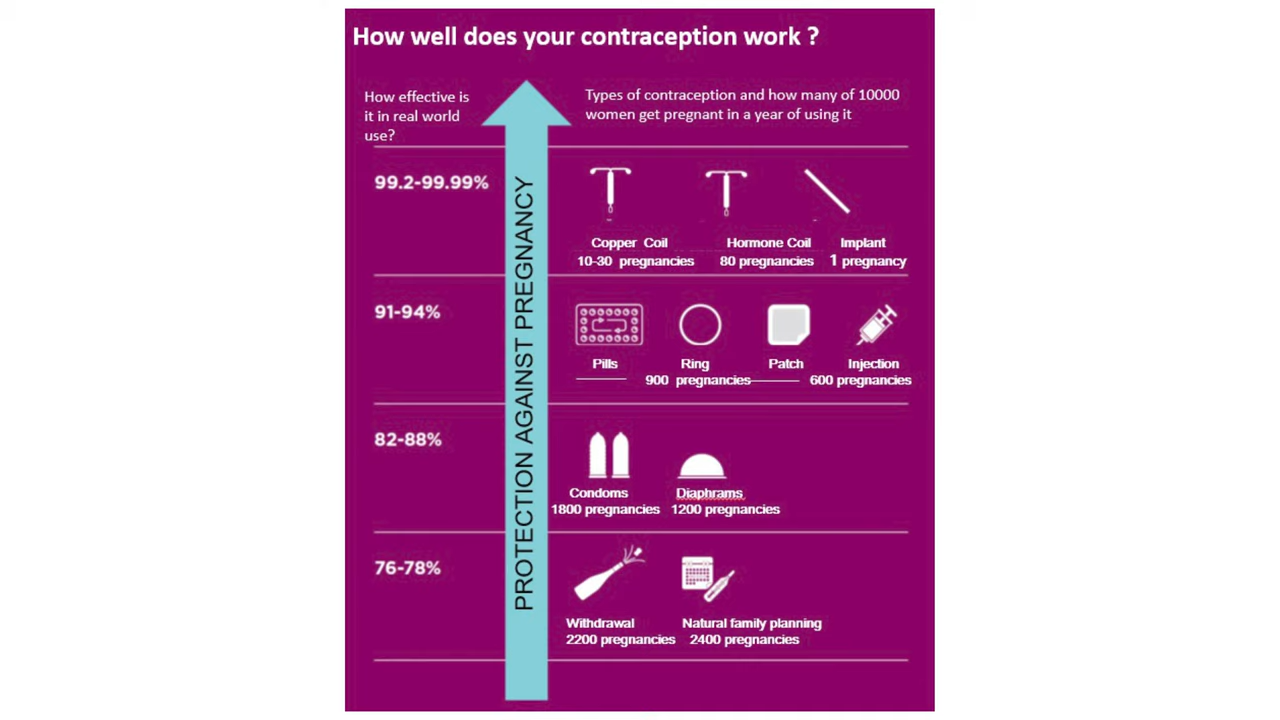 How well does your contraception work ?
How effective is
it in real world
use?
Types of contraception and how many of 10000
women get pregnant in a year of using it
PROTECTION AGAINST PREGNANCY
99.2-99.99%
Copper Coil
10-30 pregnancies
Hormone Coil
80 pregnancies
Implant
1 pregnancy
91-94%
Pills
Ring
Patch
900 pregnancies
Injection
600 pregnancies
82-88%
Condoms
1800 pregnancies
Diaphrams
1200 pregnancies
76-78%
Withdrawal
2200 pregnancies
Natural family planning
2400 pregnancies